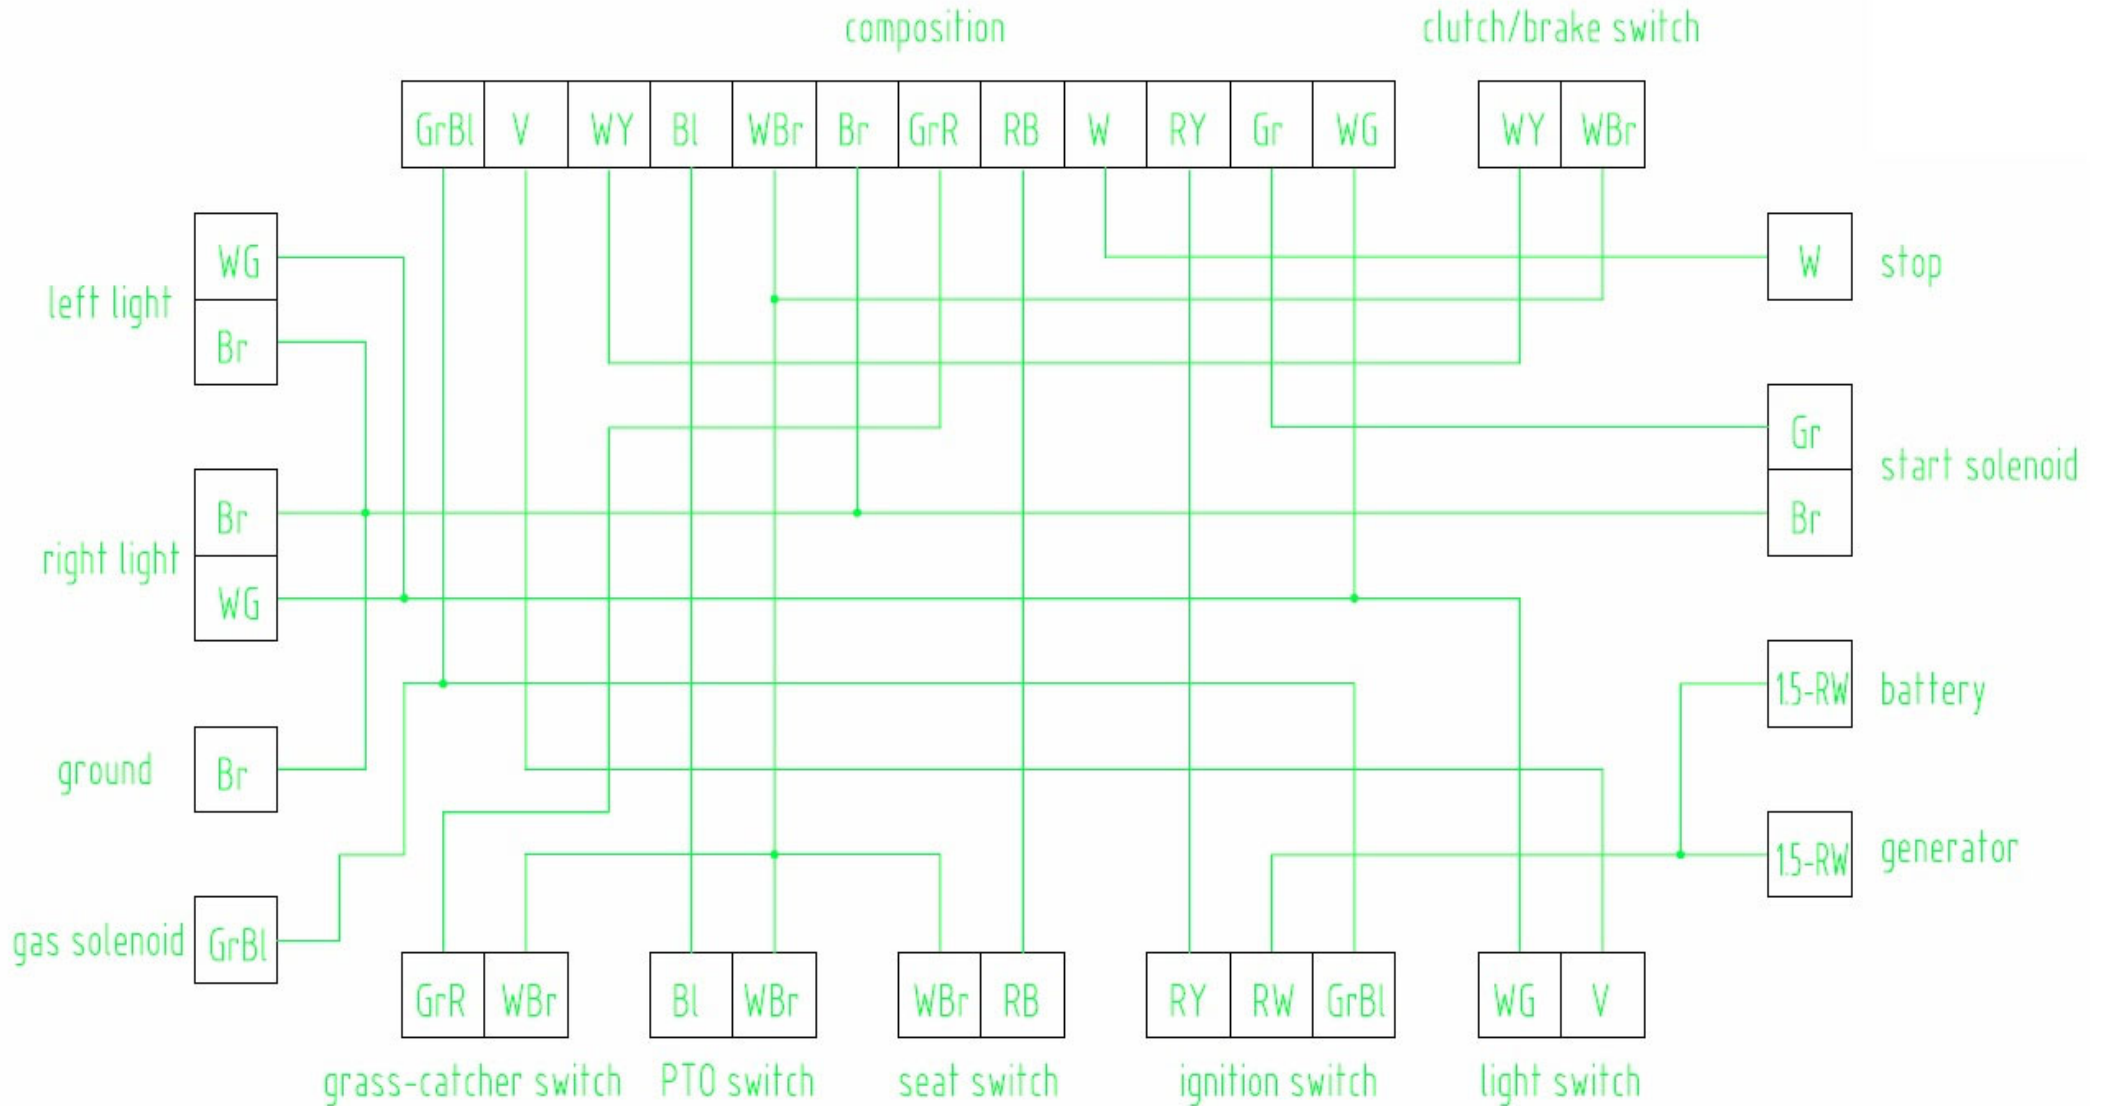 composition
clutch/brake switch
GrBl V WY Bl WBr Br GrR RB W RY Gr WG
WY WBr
WG
W
stop
left light
Br
Gr
start solenoid
Br
Br
right light
WG
1.5-RW
battery
ground
Br
1.5-RW
generator
gas solenoid
GrBl
GrR WBr
Bl WBr
WBr RB
RY RW GrBl
WG V
grass-catcher switch
PTO switch
seat switch
ignition switch
light switch